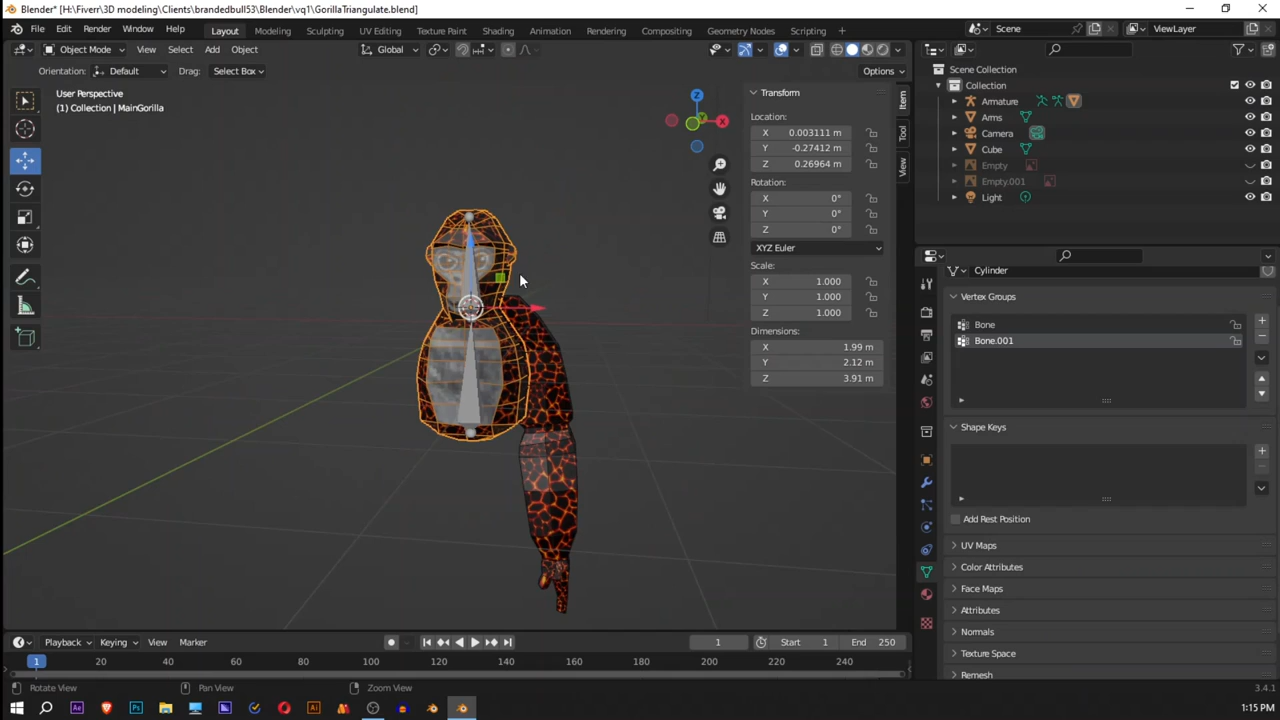 Blender* [H:\Fiverr\3D modeling\Clients\brandedbull53\Blender\vq1\GorillaTriangulate.blend]
File Edit Render Window Help Layout Modeling Sculpting UV Editing Texture Paint Shading Animation Rendering Compositing Geometry Nodes Scripting + Scene ViewLayer
Object Mode View Select Add Object Global
Orientation: Default Drag: Select Box Options
Scene Collection
Collection
Armature
Arms
Camera
Cube
Empty
Empty.001
Light
User Perspective
(1) Collection | MainGorilla
Z
Y
X
Item
Tool
View
Transform
Location:
X 0.003111 m
Y -0.27412 m
Z 0.26964 m
Rotation:
X 0°
Y 0°
Z 0°
XYZ Euler
Scale:
X 1.000
Y 1.000
Z 1.000
Dimensions:
X 1.99 m
Y 2.12 m
Z 3.91 m
Cylinder
Vertex Groups
Bone
Bone.001
Shape Keys
Add Rest Position
UV Maps
Color Attributes
Face Maps
Attributes
Normals
Texture Space
Remesh
Playback Keying View Marker 1 Start 1 End 250
1 20 40 60 80 100 120 140 160 180 200 220 240
Rotate View Pan View Zoom View 3.4.1
Ae Ps Ai 1:15 PM